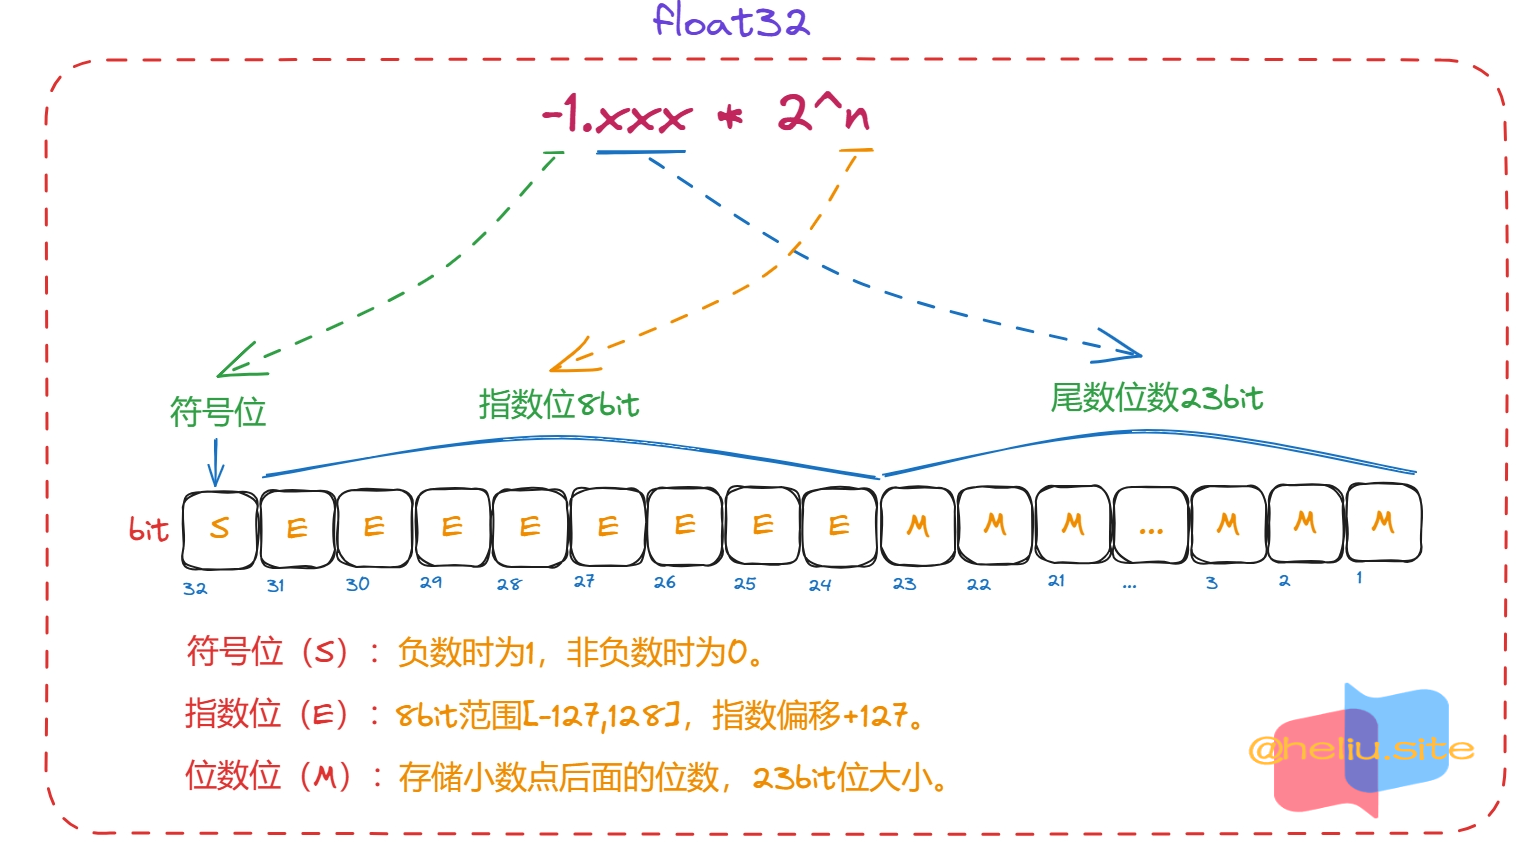 float32
-1.xxx * 2^n
符号位
指数位8bit
尾数位数23bit
bit S E E E E E E E E M M M ... M M M
32 31 30 29 28 27 26 25 24 23 22 21 ... 3 2 1
符号位（S）：负数时为1，非负数时为0。
指数位（E）：8bit范围[-127,128]，指数偏移+127。
位数位（M）：存储小数点后面的位数，23bit位大小。
@heliu.site